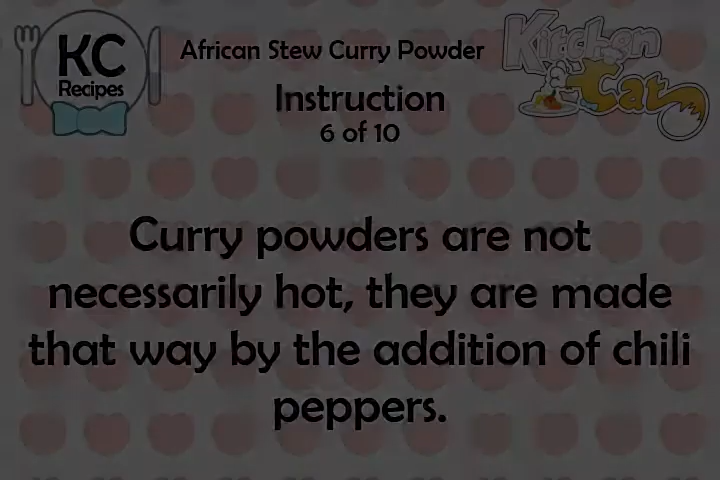 KC
Recipes
African Stew Curry Powder
Kitchen
Cat
Instruction
6 of 10
Curry powders are not
necessarily hot, they are made
that way by the addition of chili
peppers.